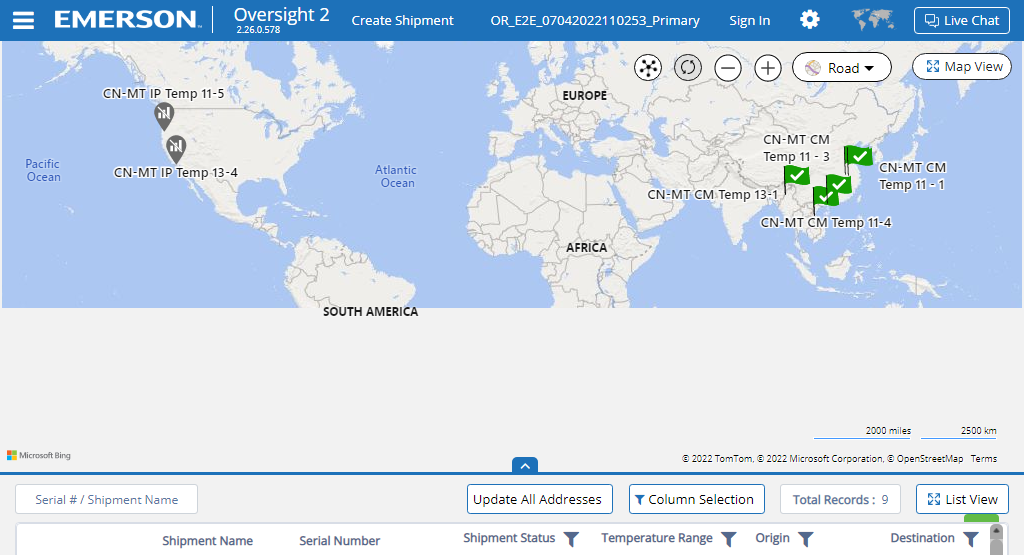 EMERSON
Oversight 2
2.26.0.578
Create Shipment
OR_E2E_07042022110253_Primary
Sign In
Live Chat
Road
Map View
CN-MT IP Temp 11-5
CN-MT IP Temp 13-4
Pacific
Ocean
Atlantic
Ocean
EUROPE
AFRICA
SOUTH AMERICA
CN-MT CM
Temp 11 - 3
CN-MT CM
Temp 11 - 1
CN-MT CM Temp 13-1
CN-MT CM Temp 11-4
2000 miles
2500 km
Microsoft Bing
© 2022 TomTom, © 2022 Microsoft Corporation, © OpenStreetMap Terms
Serial # / Shipment Name
Update All Addresses
Column Selection
Total Records : 9
List View
Shipment Name
Serial Number
Shipment Status
Temperature Range
Origin
Destination